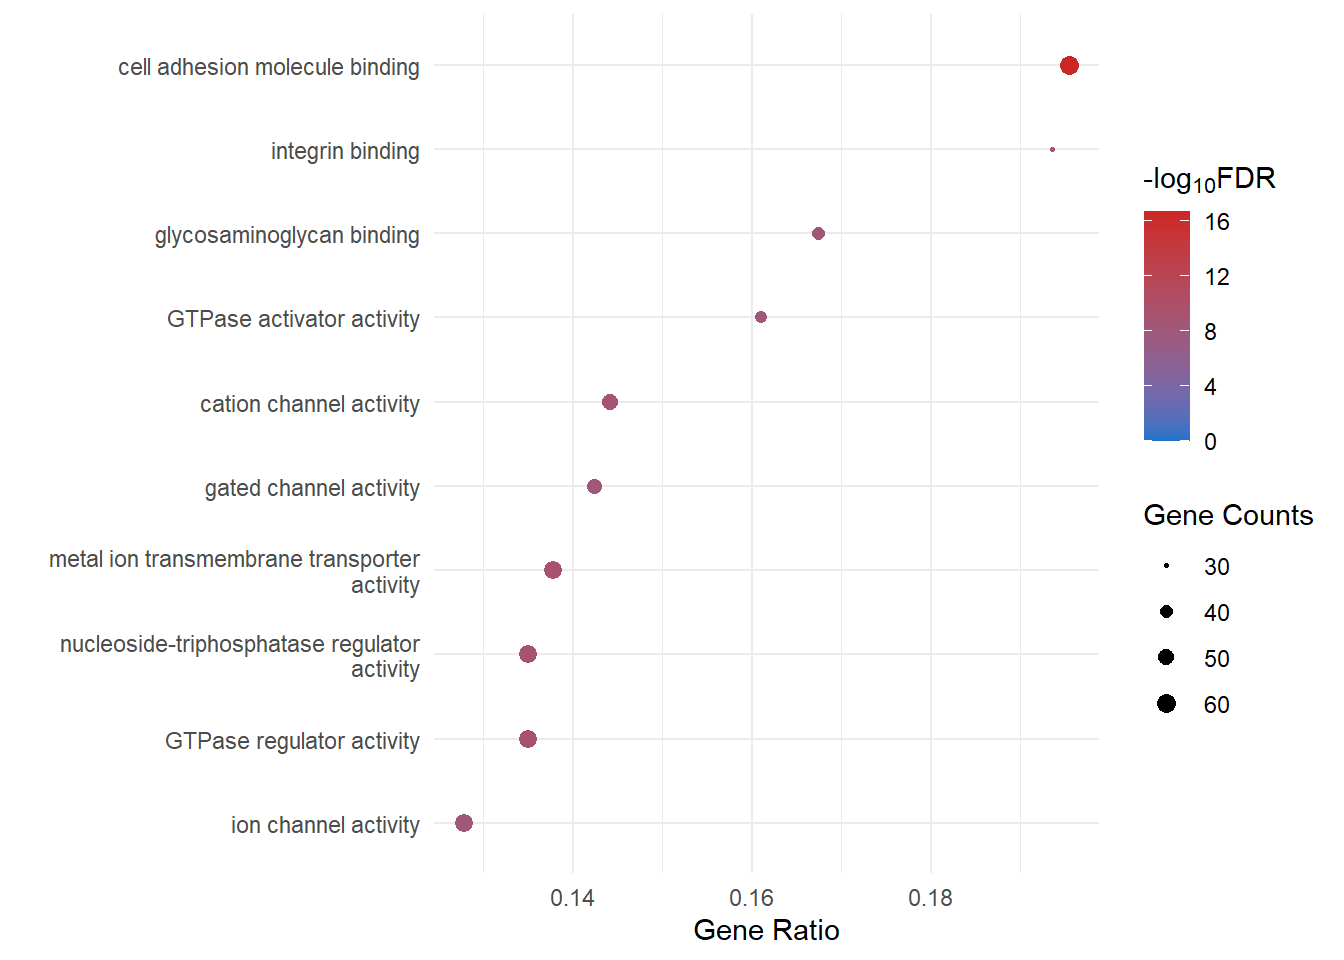 cell adhesion molecule binding
integrin binding
glycosaminoglycan binding
GTPase activator activity
cation channel activity
gated channel activity
metal ion transmembrane transporter
activity
nucleoside-triphosphatase regulator
activity
GTPase regulator activity
ion channel activity
0.14 0.16 0.18
Gene Ratio
-log₁₀FDR
16
12
8
4
0
Gene Counts
30
40
50
60